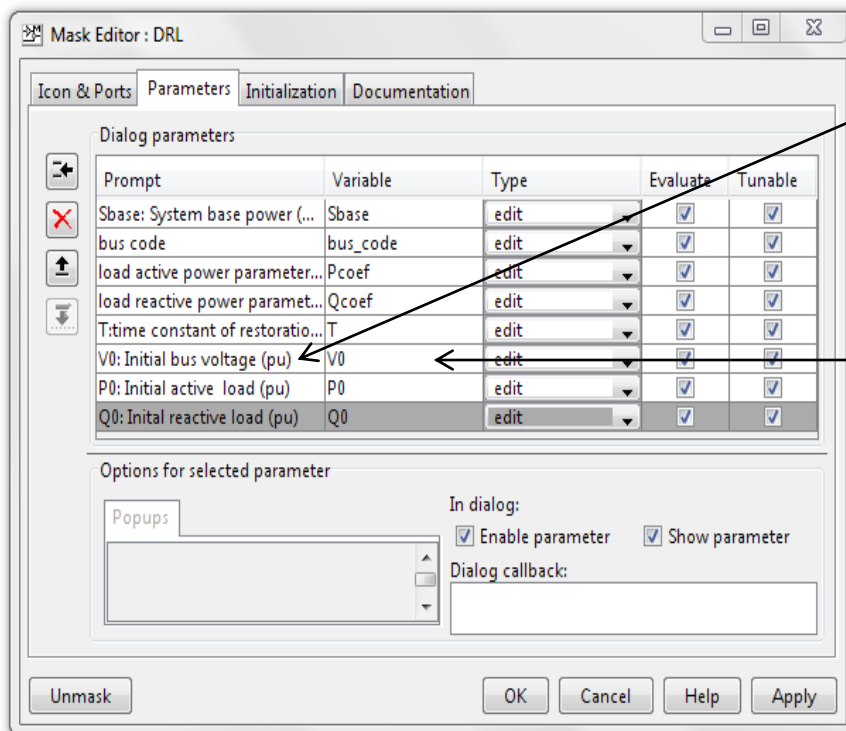 Mask Editor : DRL
Icon & Ports Parameters Initialization Documentation
Dialog parameters
Prompt Variable Type Evaluate Tunable
Sbase: System base power (... Sbase edit
bus code bus_code edit
load active power parameter... Pcoef edit
load reactive power paramet... Qcoef edit
T:time constant of restoratio... T edit
V0: Initial bus voltage (pu) V0 edit
P0: Initial active load (pu) P0 edit
Q0: Inital reactive load (pu) Q0 edit
Options for selected parameter
Popups
In dialog:
Enable parameter Show parameter
Dialog callback:
Unmask OK Cancel Help Apply